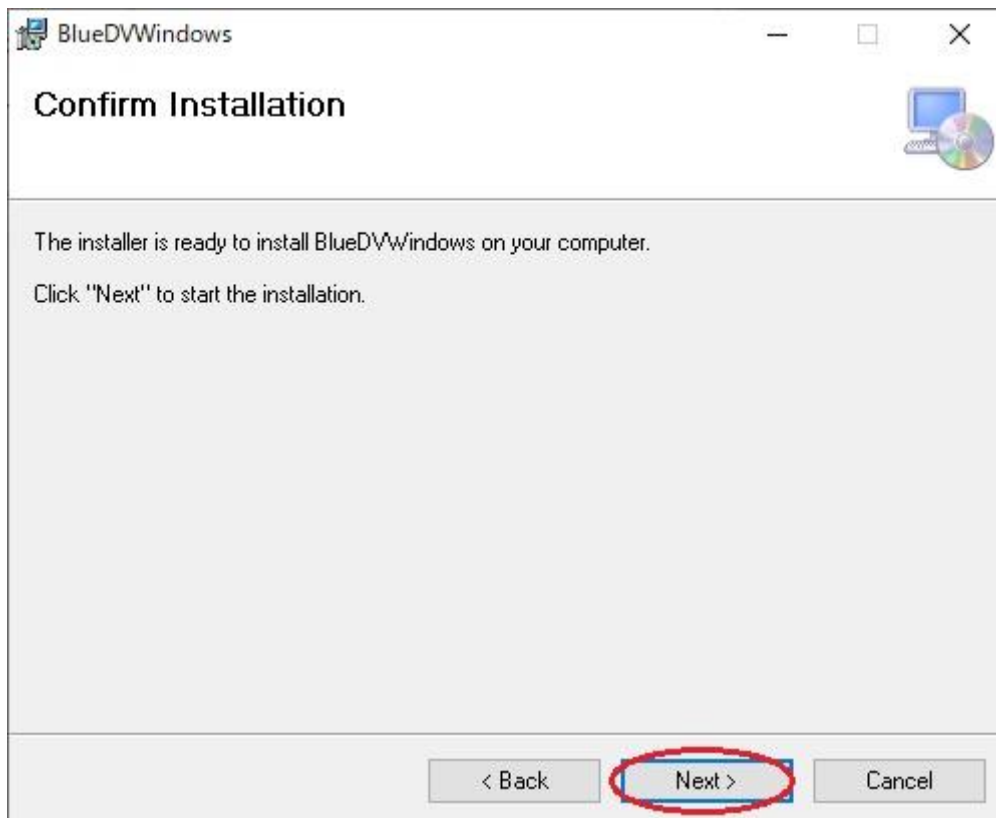 BlueDVWindows
Confirm Installation
The installer is ready to install BlueDVWindows on your computer.
Click "Next" to start the installation.
< Back
Next >
Cancel